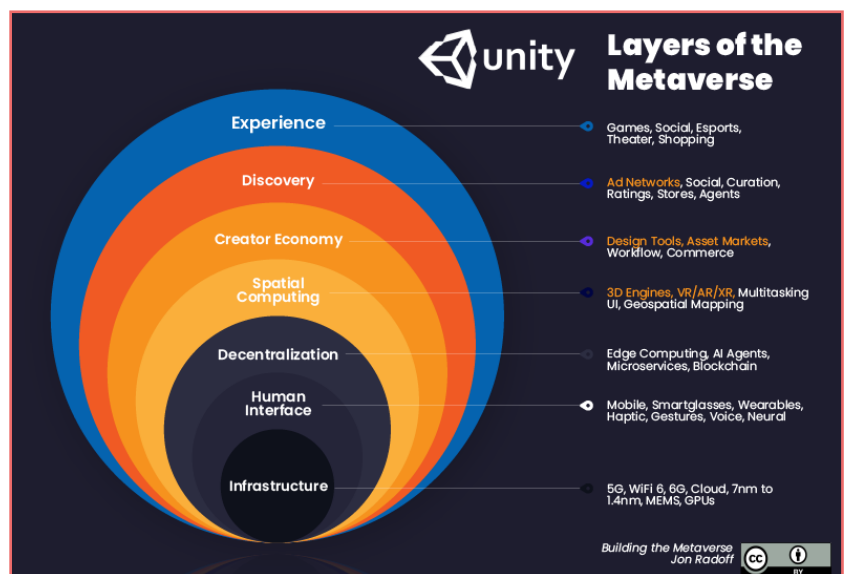 unity
Layers of the
Metaverse
Experience
Games, Social, Esports,
Theater, Shopping
Discovery
Ad Networks, Social, Curation,
Ratings, Stores, Agents
Creator Economy
Design Tools, Asset Markets,
Workflow, Commerce
Spatial
Computing
3D Engines, VR/AR/XR, Multitasking
UI, Geospatial Mapping
Decentralization
Edge Computing, AI Agents,
Microservices, Blockchain
Human
Interface
Mobile, Smartglasses, Wearables,
Haptic, Gestures, Voice, Neural
Infrastructure
5G, WiFi 6, 6G, Cloud, 7nm to
1.4nm, MEMS, GPUs
Building the Metaverse
Jon Radoff
cc
BY